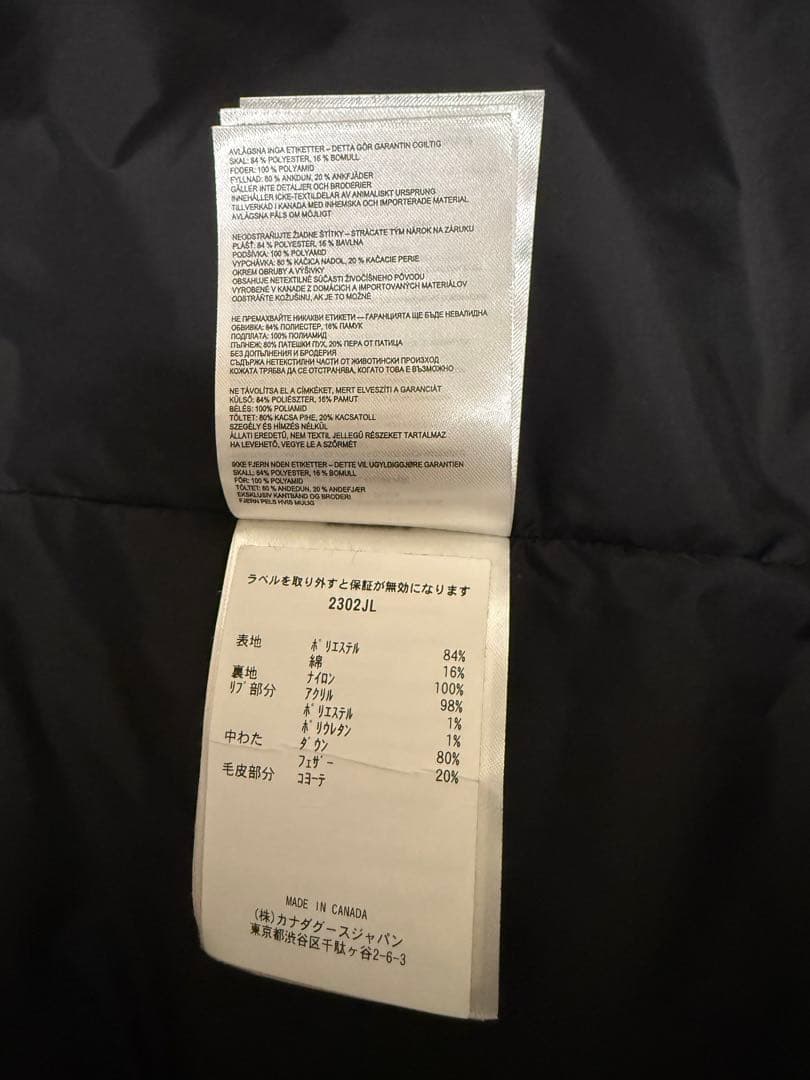 AVLÄGSNA INGA ETIKETTER – DETTA GÖR GARANTIN OGILTIG
SKAL: 84 % POLYESTER, 16 % BOMULL
FODER: 100 % POLYAMID
FYLLNAD: 80 % ANKDUN, 20 % ANKFJÄDER
GÄLLER INTE DETALJER OCH BRODERIER
INNEHÅLLER ICKE-TEXTILDELAR AV ANIMALISKT URSPRUNG
TILLVERKAD I KANADA MED INHEMSKA OCH IMPORTERADE MATERIAL
AVLÄGSNA PÄLS OM MÖJLIGT
NEODSTRAŇUJTE ŽIADNE ŠTÍTKY – STRÁCATE TÝM NÁROK NA ZÁRUKU
PLÁŠŤ: 84 % POLYESTER, 16 % BAVLNA
PODŠÍVKA: 100 % POLYAMID
VYPCHÁVKA: 80 % KAČICA NADOL, 20 % KAČACIE PERIE
OKREM OBRUBY A VÝŠIVKY
OBSAHUJE NETEXTILNÉ SÚČASTI ŽIVOČÍŠNEHO PÔVODU
VYROBENÉ V KANADE Z DOMÁCICH A IMPORTOVANÝCH MATERIÁLOV
ODSTRÁŇTE KOŽUŠINU, AK JE TO MOŽNÉ
НЕ ПРЕМАХВАЙТЕ НИКАКВИ ЕТИКЕТИ — ГАРАНЦИЯТА ЩЕ БЪДЕ НЕВАЛИДНА
ОБВИВКА: 84% ПОЛИЕСТЕР, 16% ПАМУК
ПОДПЛАТА: 100% ПОЛИАМИД
ПЪЛНЕЖ: 80% ПАТЕШКИ ПУХ, 20% ПЕРА ОТ ПАТИЦА
БЕЗ ДОПЪЛНЕНИЯ И БРОДЕРИЯ
СЪДЪРЖА НЕТЕКСТИЛНИ ЧАСТИ ОТ ЖИВОТИНСКИ ПРОИЗХОД
КОЖАТА ТРЯБВА ДА СЕ ОТСТРАНЯВА, КОГАТО ТОВА Е ВЪЗМОЖНО
NE TÁVOLÍTSA EL A CÍMKÉKET, MERT ELVESZÍTI A GARANCIÁT
KÜLSŐ: 84% POLIÉSZTER, 16% PAMUT
BÉLÉS: 100% POLIAMID
TÖLTET: 80% KACSA PIHE, 20% KACSATOLL
SZEGÉLY ÉS HÍMZÉS NÉLKÜL
ÁLLATI EREDETŰ, NEM TEXTIL JELLEGŰ RÉSZEKET TARTALMAZ
HA LEVEHETŐ, VEGYE LE A SZŐRMÉT
IKKE FJERN NOEN ETIKETTER – DETTE VIL UGYLDIGGJØRE GARANTIEN
SKALL: 84% POLYESTER, 16 % BOMULL
FÔR: 100 % POLYAMID
TÖLTET: 80 % ANDEDUN, 20 % ANDEFJÆR
EKSKLUSIV KANTBÅND OG BRODERI
FJERN PELS HVIS MULIG
ラベルを取り外すと保証が無効になります
2302JL
表地 ﾎﾟﾘｴｽﾃﾙ 84%
綿 16%
裏地 ﾅｲﾛﾝ 100%
ﾘﾌﾞ部分 ｱｸﾘﾙ 98%
ﾎﾟﾘｴｽﾃﾙ 1%
ﾎﾟﾘｳﾚﾀﾝ 1%
中わた ﾀﾞｳﾝ 80%
ﾌｪｻﾞｰ 20%
毛皮部分 ｺﾖｰﾃ
MADE IN CANADA
(株)カナダグースジャパン
東京都渋谷区千駄ヶ谷2-6-3